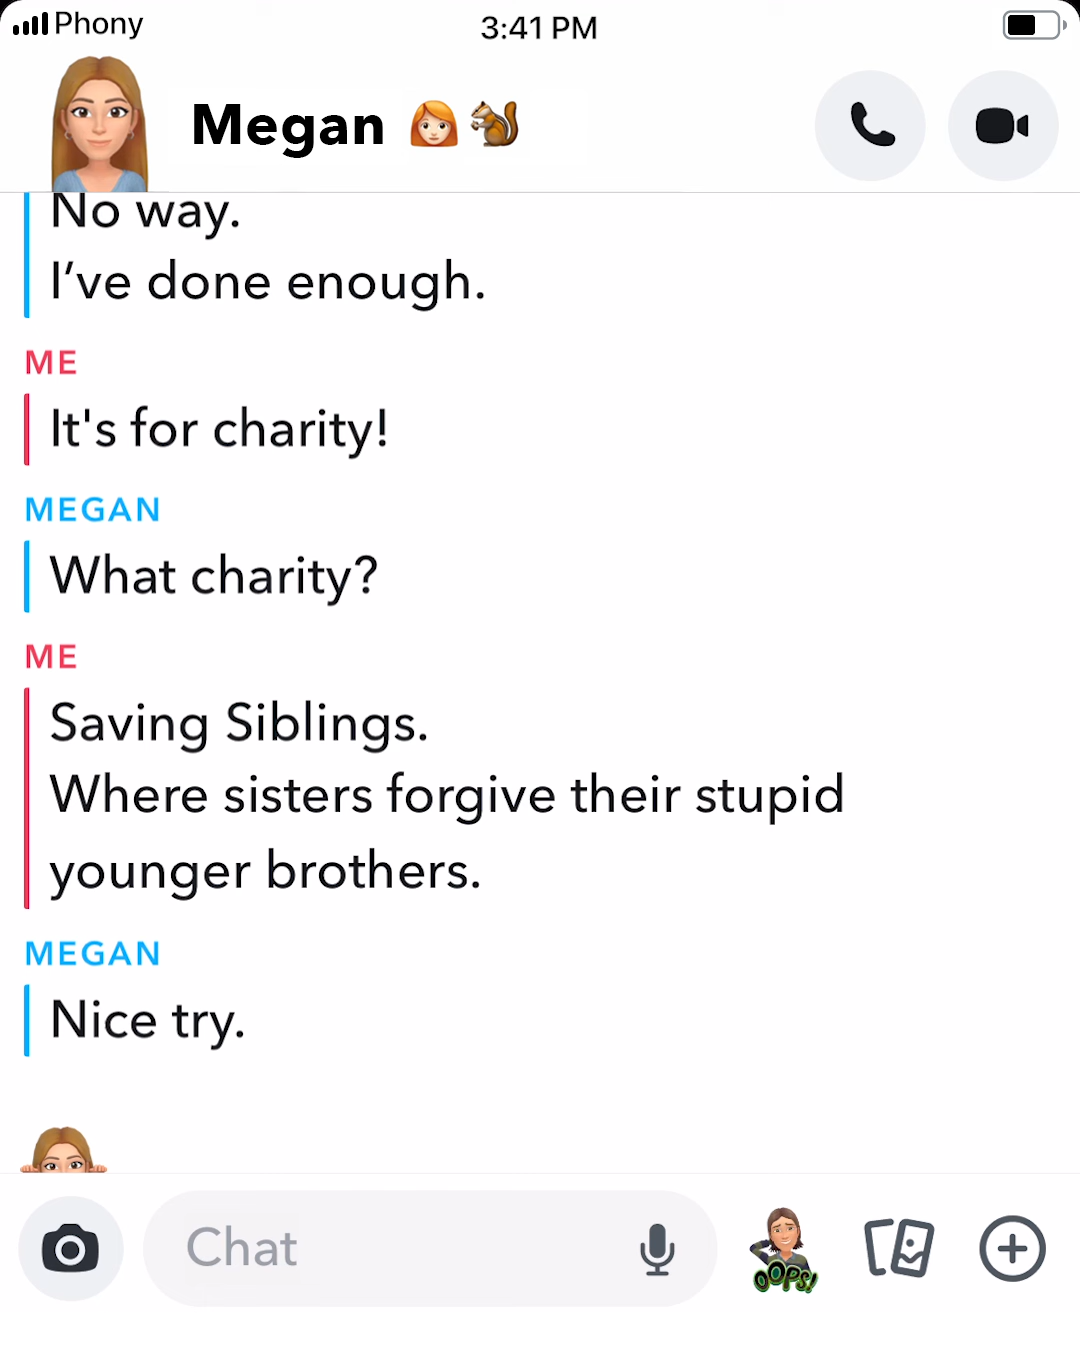 Phony
3:41 PM
Megan 👩‍🦰🐿️
No way.
I’ve done enough.
ME
It's for charity!
MEGAN
What charity?
ME
Saving Siblings.
Where sisters forgive their stupid
younger brothers.
MEGAN
Nice try.
Chat
OOPS!